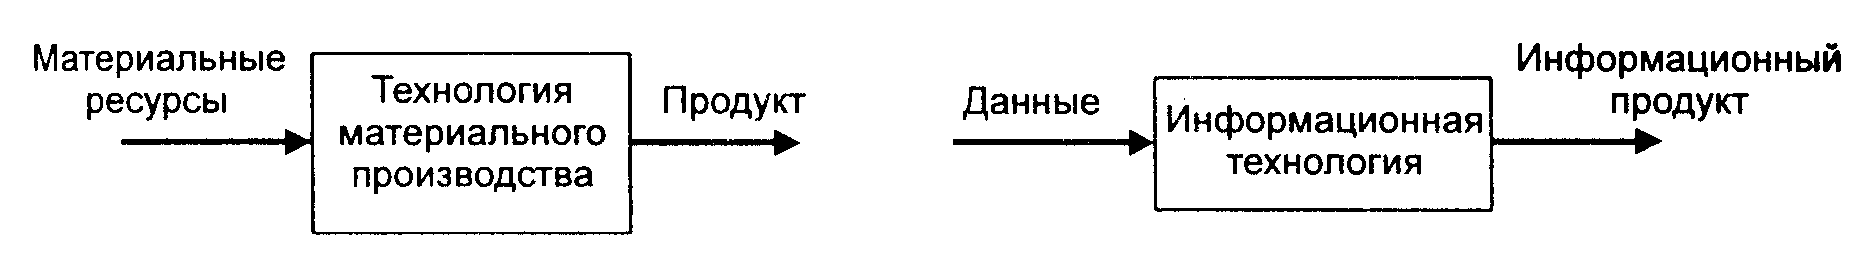 Материальные
ресурсы
Технология
материального
производства
Продукт
Данные
Информационная
технология
Информационный
продукт